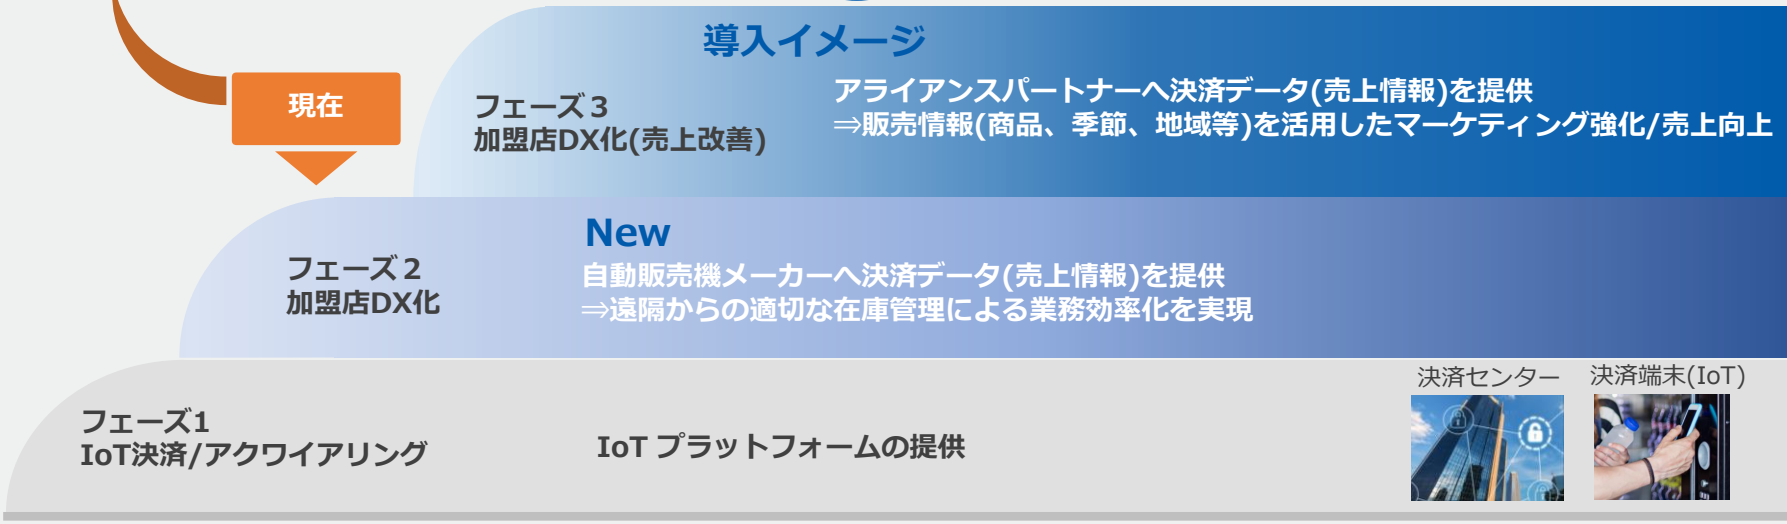 導入イメージ
現在
フェーズ３
加盟店DX化(売上改善)
アライアンスパートナーへ決済データ(売上情報)を提供
⇒販売情報(商品、季節、地域等)を活用したマーケティング強化/売上向上
New
フェーズ２
加盟店DX化
自動販売機メーカーへ決済データ(売上情報)を提供
⇒遠隔からの適切な在庫管理による業務効率化を実現
フェーズ1
IoT決済/アクワイアリング
IoT プラットフォームの提供
決済センター
決済端末(IoT)